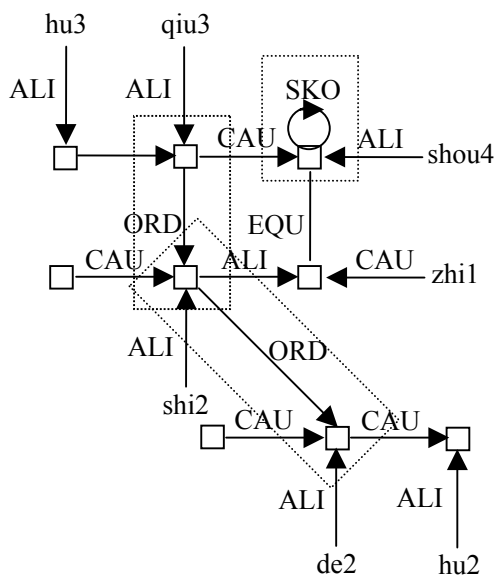 hu3 qiu3
ALI ALI SKO
CAU ALI
shou4
ORD EQU
CAU ALI CAU
zhi1
ALI ORD
shi2
CAU CAU
ALI ALI
de2 hu2